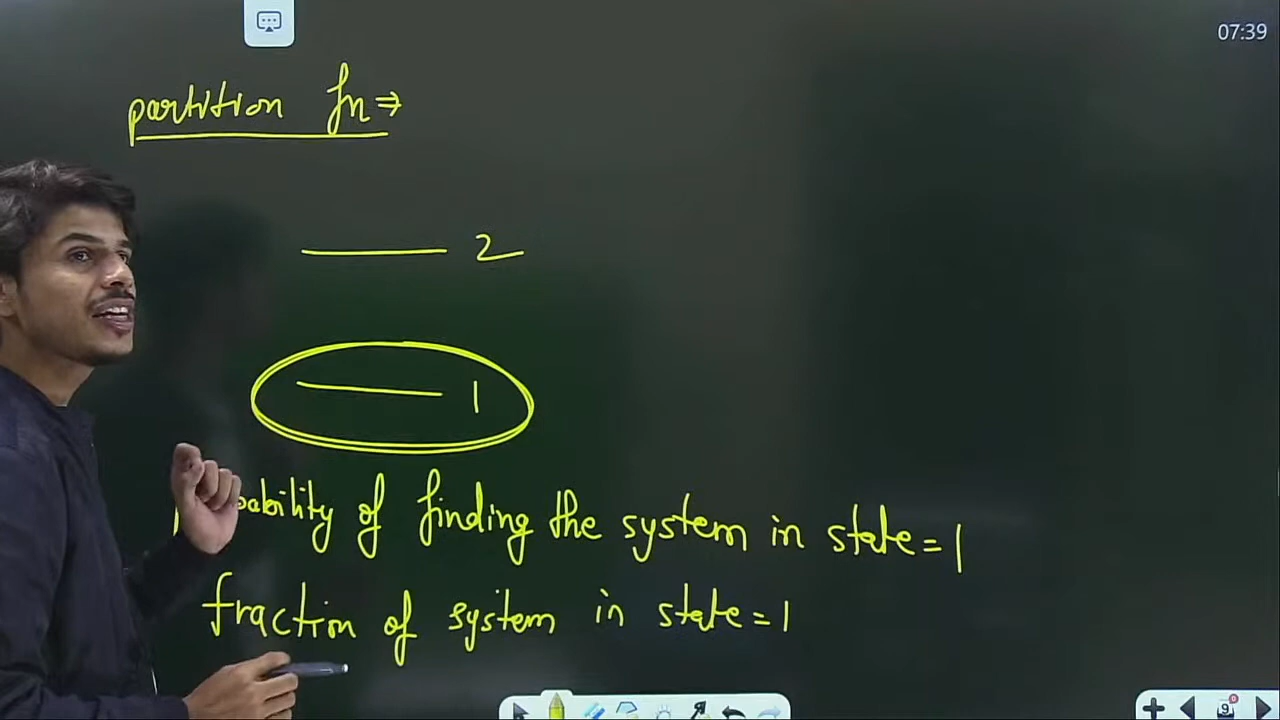 07:39
partition fn⇒
2
1
of finding the system in state = 1
fraction of system in state = 1
9